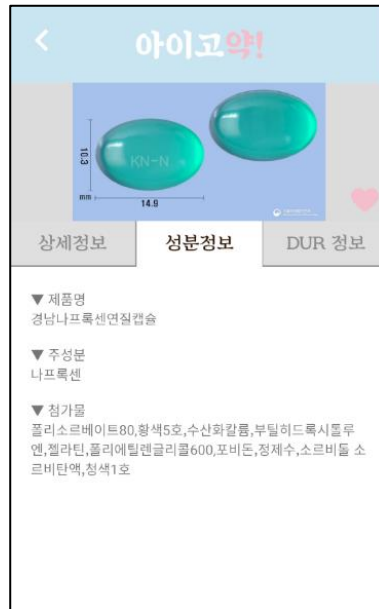 아이고약!
10.3
KN-N
mm
14.9
상세정보
성분정보
DUR 정보
▼ 제품명
경남나프록센연질캡슐
▼ 주성분
나프록센
▼ 첨가물
폴리소르베이트80,황색5호,수산화칼륨,부틸히드록시톨루
엔,젤라틴,폴리에틸렌글리콜600,포비돈,정제수,소르비톨 소
르비탄액,청색1호